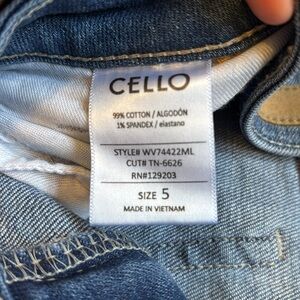 CELLO
99% COTTON / ALGODÓN
1% SPANDEX / elastano
STYLE# WV74422ML
CUT# TN-6626
RN#129203
SIZE 5
MADE IN VIETNAM